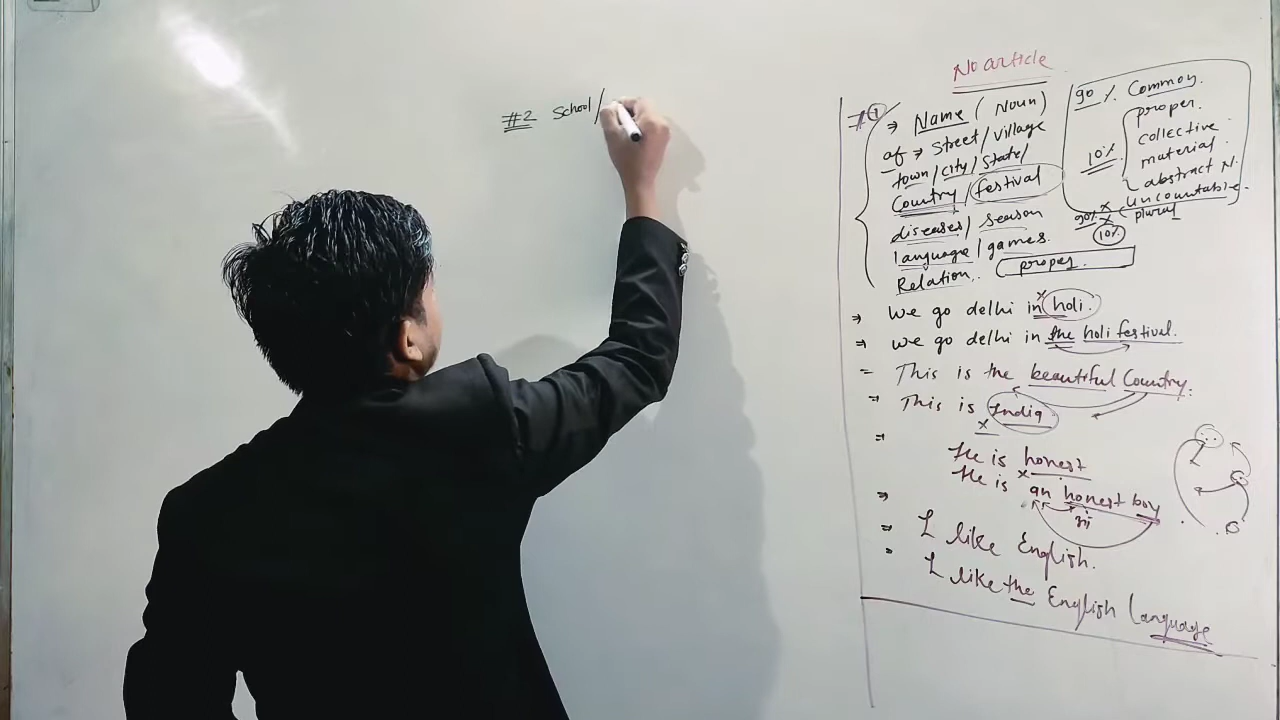 #2 School/
No article
#1 ⇒ Name (Noun)
of ⇒ Street/Village
town/city/State/
Country/festival
diseases/season
language/games.
Relation. proper.
90% Common.
proper.
collective
10% material.
abstract N.
uncountable.
90% x plural
10%
⇒ We go delhi in x holi.
⇒ We go delhi in the holi festival.
= This is the beautiful Country.
⇒ This is India
x
⇒ He is honest
x
⇒ He is an honest boy
= I like English.
= I like the English language